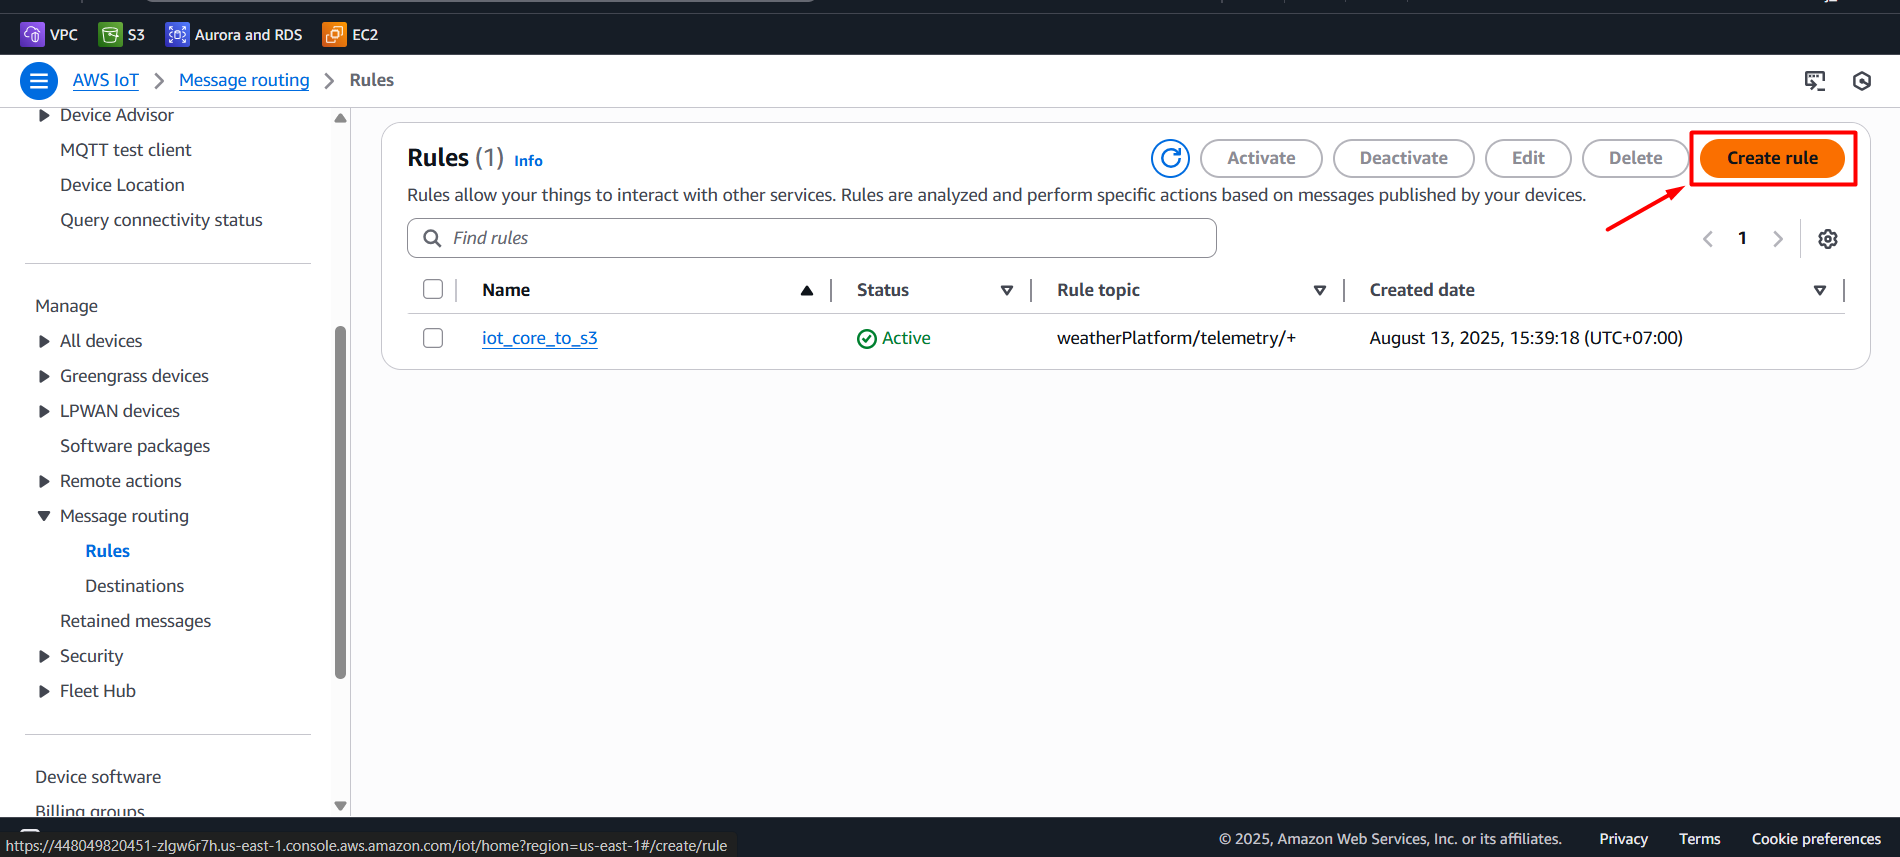 VPC S3 Aurora and RDS EC2
AWS IoT Message routing Rules
Device Advisor
MQTT test client
Device Location
Query connectivity status
Manage
All devices
Greengrass devices
LPWAN devices
Software packages
Remote actions
Message routing
Rules
Destinations
Retained messages
Security
Fleet Hub
Device software
Billing groups
Rules (1) Info
Activate Deactivate Edit Delete Create rule
Rules allow your things to interact with other services. Rules are analyzed and perform specific actions based on messages published by your devices.
Find rules
1
Name Status Rule topic Created date
iot_core_to_s3 Active weatherPlatform/telemetry/+ August 13, 2025, 15:39:18 (UTC+07:00)
https://448049820451-zlgw6r7h.us-east-1.console.aws.amazon.com/iot/home?region=us-east-1#/create/rule
© 2025, Amazon Web Services, Inc. or its affiliates. Privacy Terms Cookie preferences